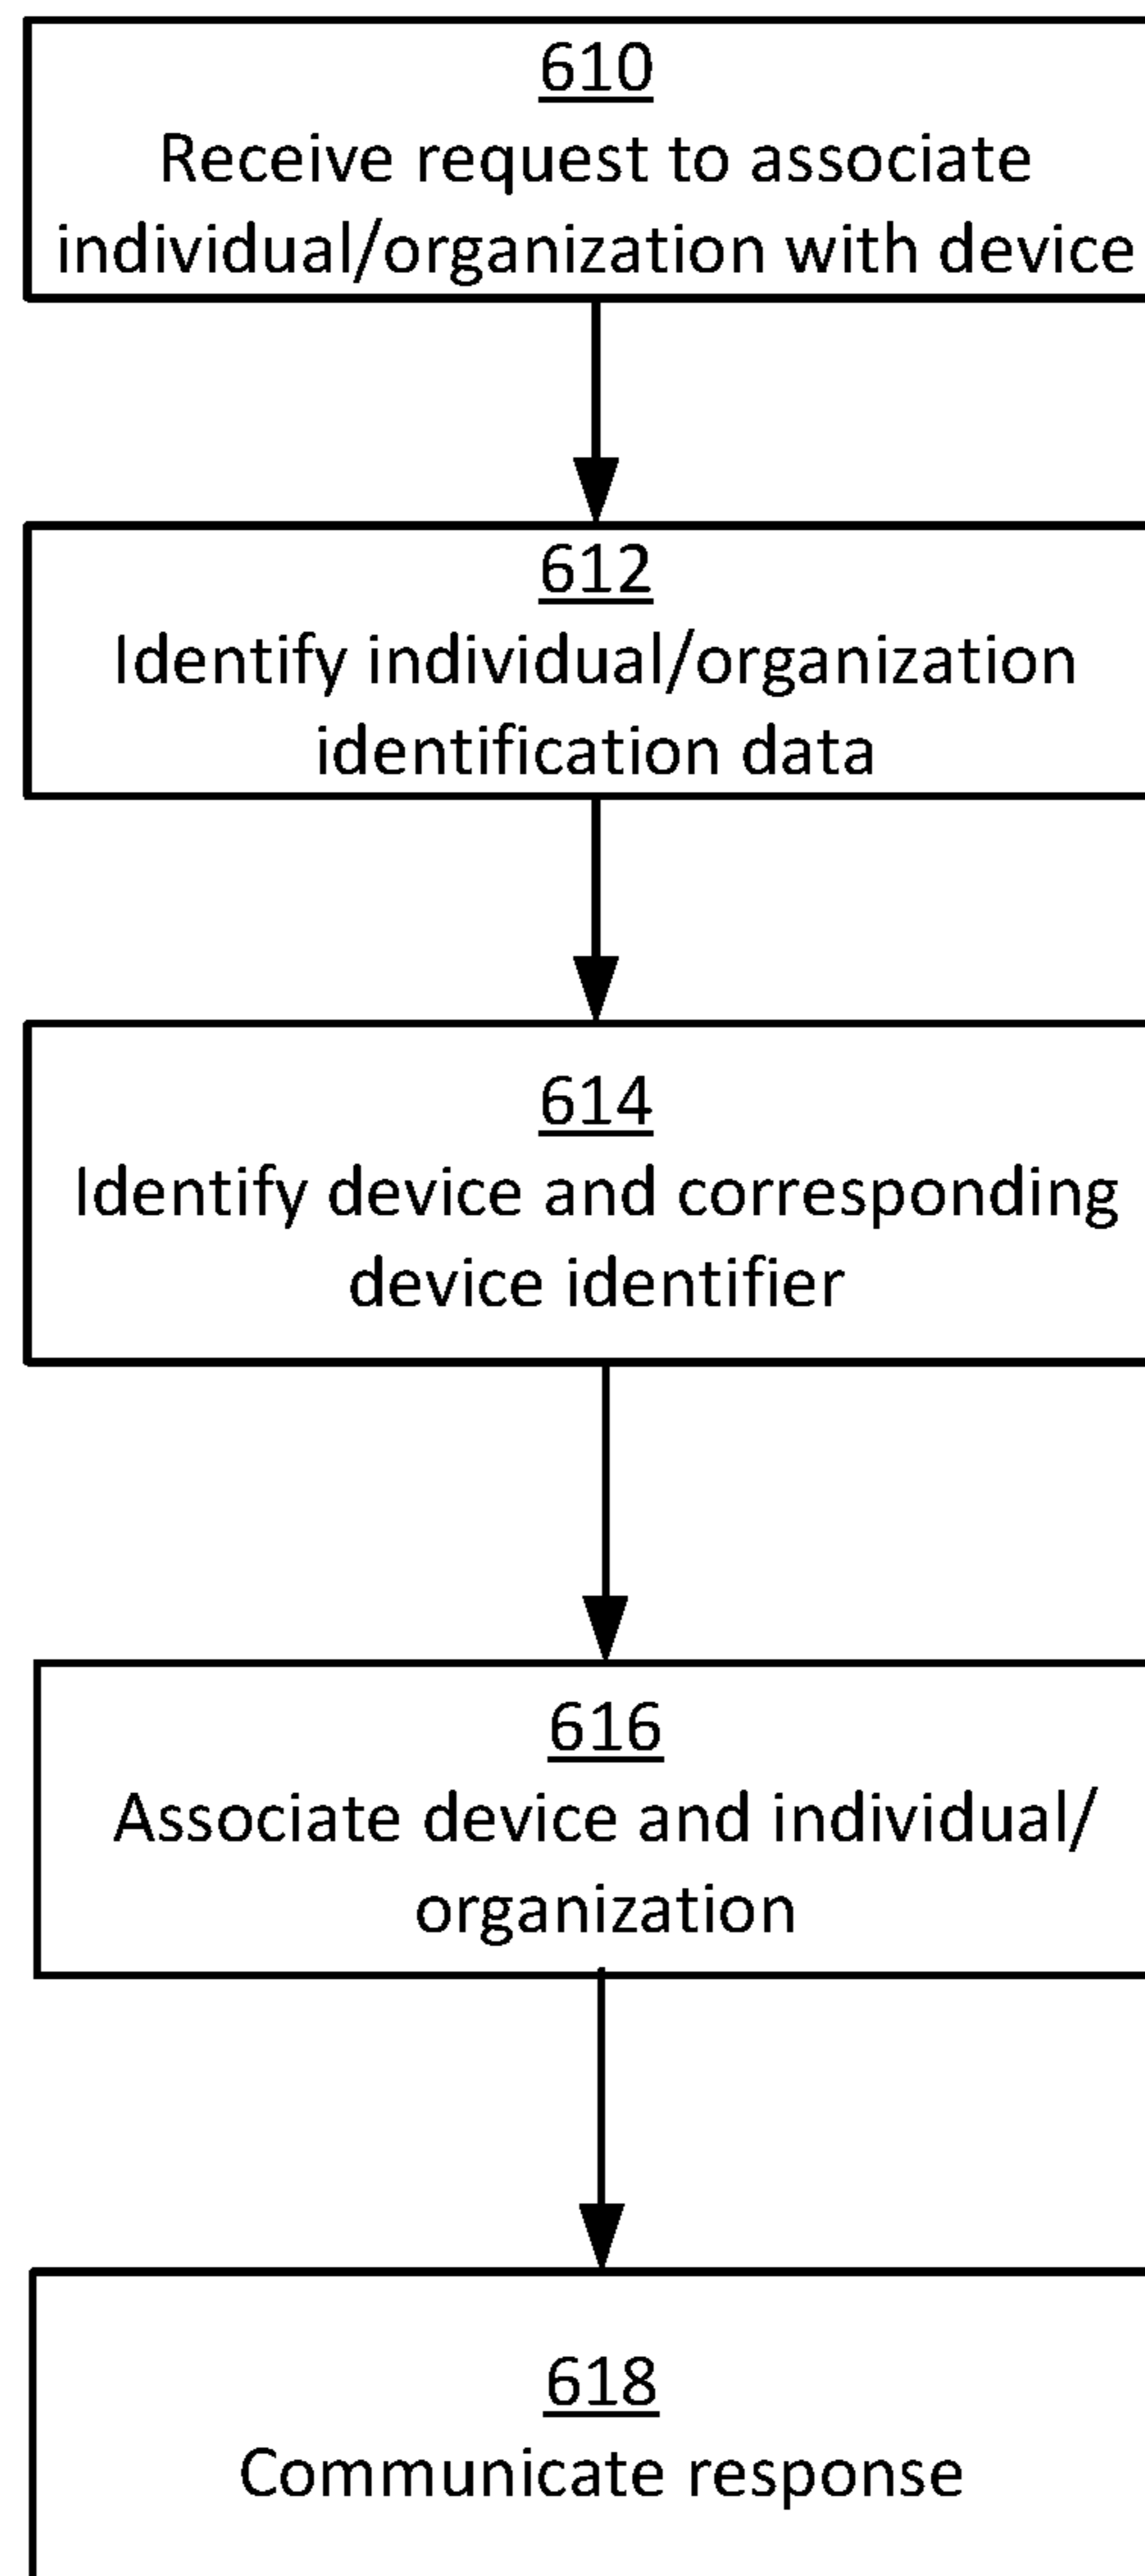 610
Receive request to associate
individual/organization with device
612
Identify individual/organization
identification data
614
Identify device and corresponding
device identifier
616
Associate device and individual/
organization
618
Communicate response